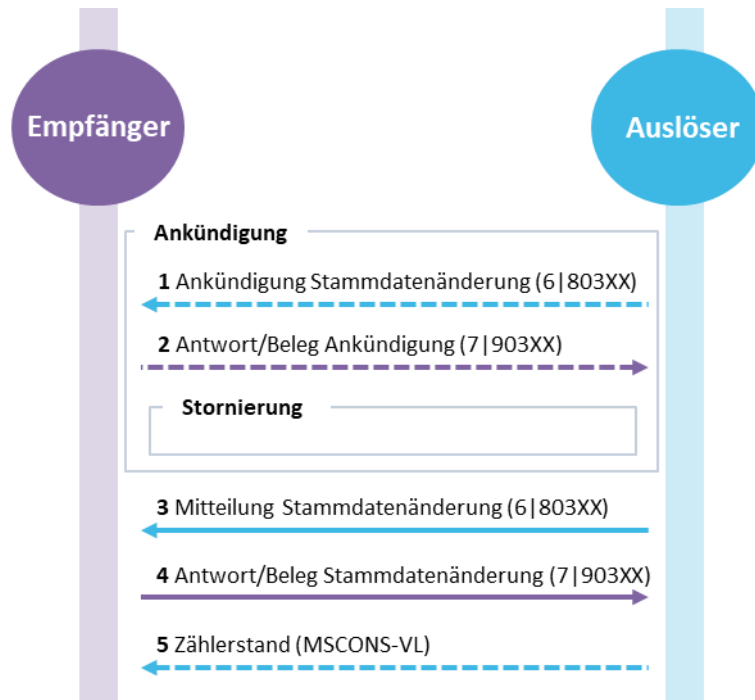 Empfänger
Auslöser
Ankündigung
1 Ankündigung Stammdatenänderung (6|803XX)
2 Antwort/Beleg Ankündigung (7|903XX)
Stornierung
3 Mitteilung Stammdatenänderung (6|803XX)
4 Antwort/Beleg Stammdatenänderung (7|903XX)
5 Zählerstand (MSCONS-VL)